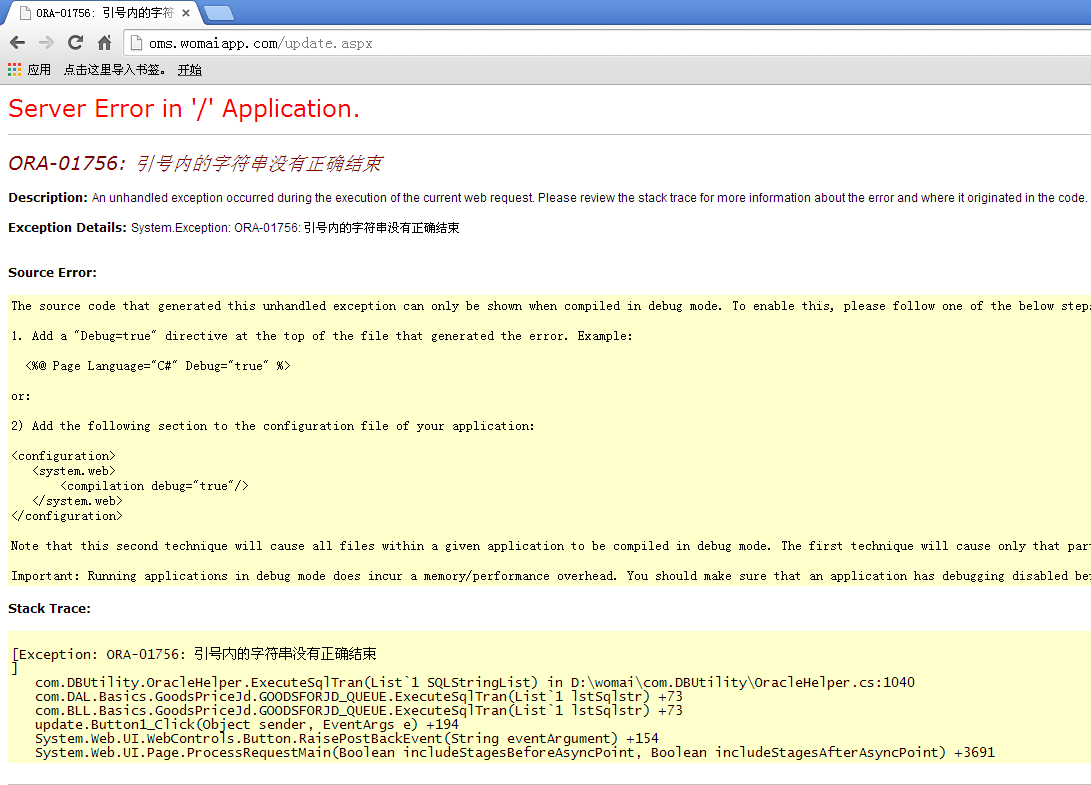 ORA-01756: 引号内的字符
oms.womaiapp.com/update.aspx
应用 点击这里导入书签。 开始
Server Error in '/' Application.
ORA-01756: 引号内的字符串没有正确结束
Description: An unhandled exception occurred during the execution of the current web request. Please review the stack trace for more information about the error and where it originated in the code.
Exception Details: System.Exception: ORA-01756: 引号内的字符串没有正确结束
Source Error:
The source code that generated this unhandled exception can only be shown when compiled in debug mode. To enable this, please follow one of the below step
1. Add a "Debug=true" directive at the top of the file that generated the error. Example:
<%@ Page Language="C#" Debug="true" %>
or:
2) Add the following section to the configuration file of your application:
<configuration>
<system.web>
<compilation debug="true"/>
</system.web>
</configuration>
Note that this second technique will cause all files within a given application to be compiled in debug mode. The first technique will cause only that par
Important: Running applications in debug mode does incur a memory/performance overhead. You should make sure that an application has debugging disabled be
Stack Trace:
[Exception: ORA-01756: 引号内的字符串没有正确结束
]
com.DBUtility.OracleHelper.ExecuteSqlTran(List`1 SQLStringList) in D:\womai\com.DBUtility\OracleHelper.cs:1040
com.DAL.Basics.GoodsPriceJd.GOODSFORJD_QUEUE.ExecuteSqlTran(List`1 lstSqlstr) +73
com.BLL.Basics.GoodsPriceJd.GOODSFORJD_QUEUE.ExecuteSqlTran(List`1 lstSqlstr) +73
update.Button1_Click(Object sender, EventArgs e) +194
System.Web.UI.WebControls.Button.RaisePostBackEvent(String eventArgument) +154
System.Web.UI.Page.ProcessRequestMain(Boolean includeStagesBeforeAsyncPoint, Boolean includeStagesAfterAsyncPoint) +3691